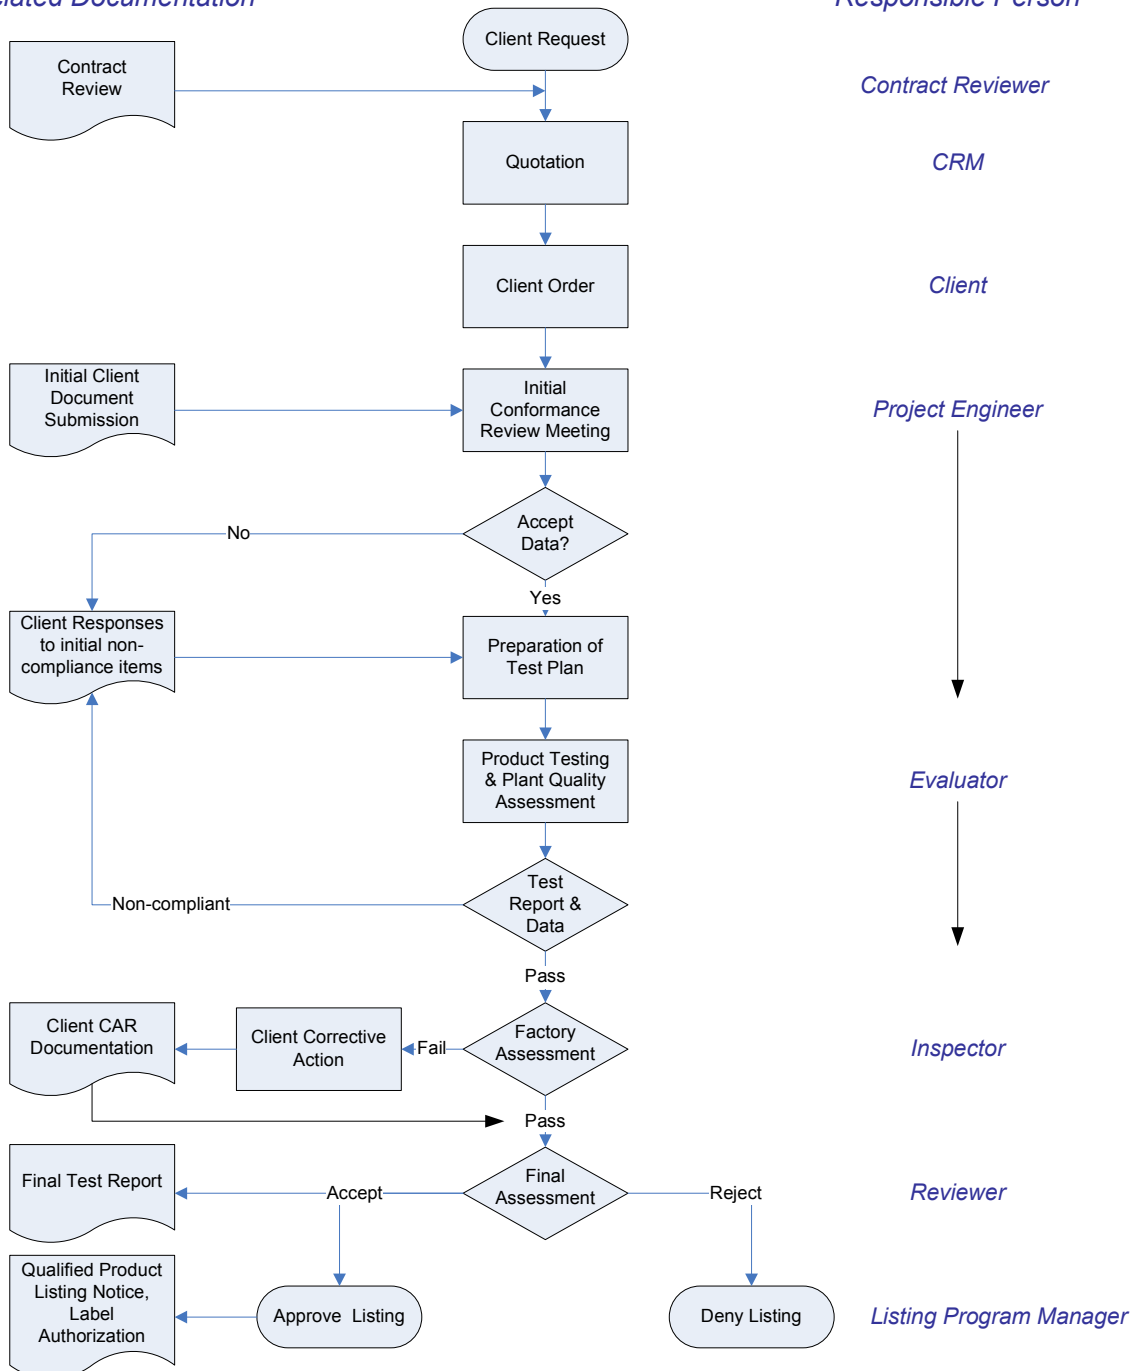 Responsible Person
Client Request
Contract
Review
Contract Reviewer
Quotation
CRM
Client Order
Client
Initial Client
Document
Submission
Initial
Conformance
Review Meeting
Project Engineer
Accept
Data?
No
Yes
Client Responses
to initial non-
compliance items
Preparation of
Test Plan
Product Testing
& Plant Quality
Assessment
Evaluator
Test
Report &
Data
Non-compliant
Pass
Client CAR
Documentation
Client Corrective
Action
Fail
Factory
Assessment
Inspector
Pass
Final Test Report
Accept
Final
Assessment
Reject
Reviewer
Qualified Product
Listing Notice,
Label
Authorization
Approve Listing
Deny Listing
Listing Program Manager